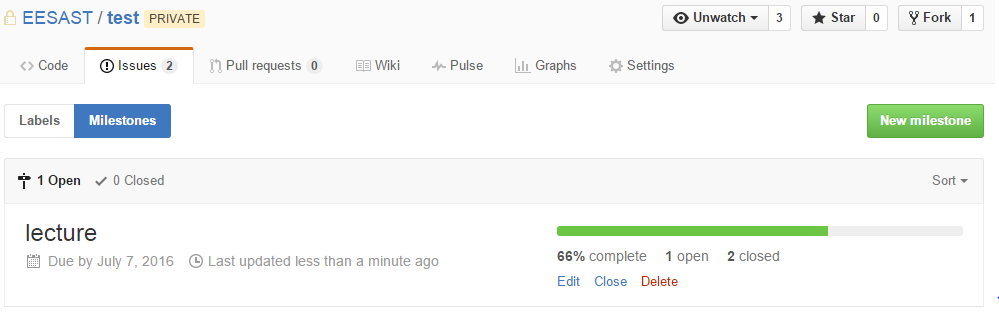 EESAST / test PRIVATE Unwatch 3 Star 0 Fork 1
Code Issues 2 Pull requests 0 Wiki Pulse Graphs Settings
Labels Milestones New milestone
1 Open 0 Closed Sort
lecture
Due by July 7, 2016 Last updated less than a minute ago
66% complete 1 open 2 closed
Edit Close Delete